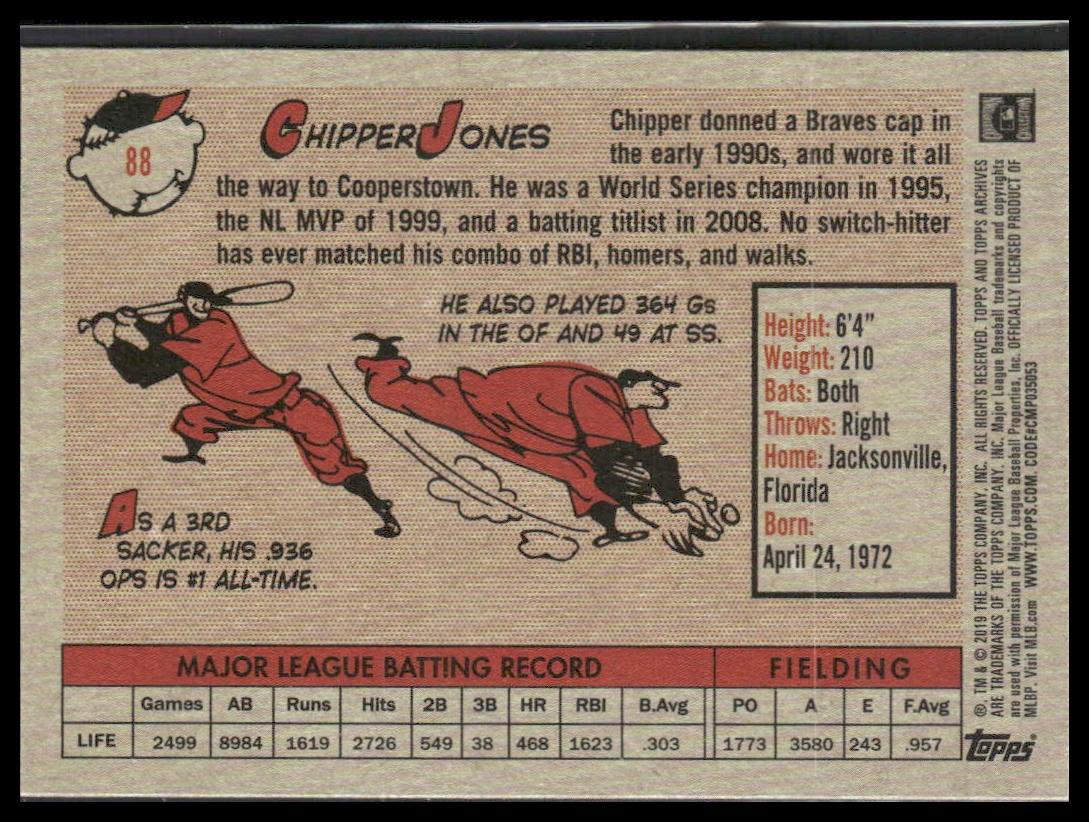 88
CHIPPER JONES
Chipper donned a Braves cap in
the early 1990s, and wore it all
the way to Cooperstown. He was a World Series champion in 1995,
the NL MVP of 1999, and a batting titlist in 2008. No switch-hitter
has ever matched his combo of RBI, homers, and walks.
HE ALSO PLAYED 364 Gs
IN THE OF AND 49 AT SS.
AS A 3RD
SACKER, HIS .936
OPS IS #1 ALL-TIME.
Height: 6'4"
Weight: 210
Bats: Both
Throws: Right
Home: Jacksonville,
Florida
Born:
April 24, 1972
MAJOR LEAGUE BATTING RECORD FIELDING
Games AB Runs Hits 2B 3B HR RBI B.Avg PO A E F.Avg
LIFE 2499 8984 1619 2726 549 38 468 1623 .303 1773 3580 243 .957
®, TM & © 2019 THE TOPPS COMPANY, INC. ALL RIGHTS RESERVED. TOPPS AND TOPPS ARCHIVES
ARE TRADEMARKS OF THE TOPPS COMPANY, INC. Major League Baseball trademarks and copyrights
are used with permission of Major League Baseball Properties, Inc. OFFICIALLY LICENSED PRODUCT OF
MLBP. Visit MLB.com WWW.TOPPS.COM. CODE#CMP035053
topps